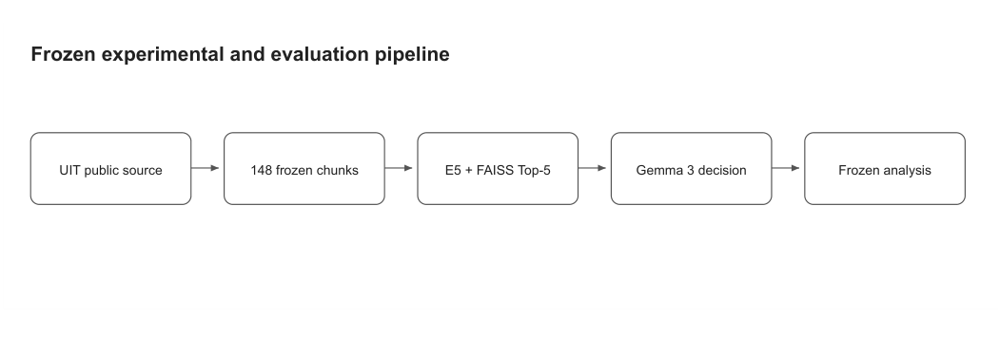 Frozen experimental and evaluation pipeline
UIT public source
148 frozen chunks
E5 + FAISS Top-5
Gemma 3 decision
Frozen analysis